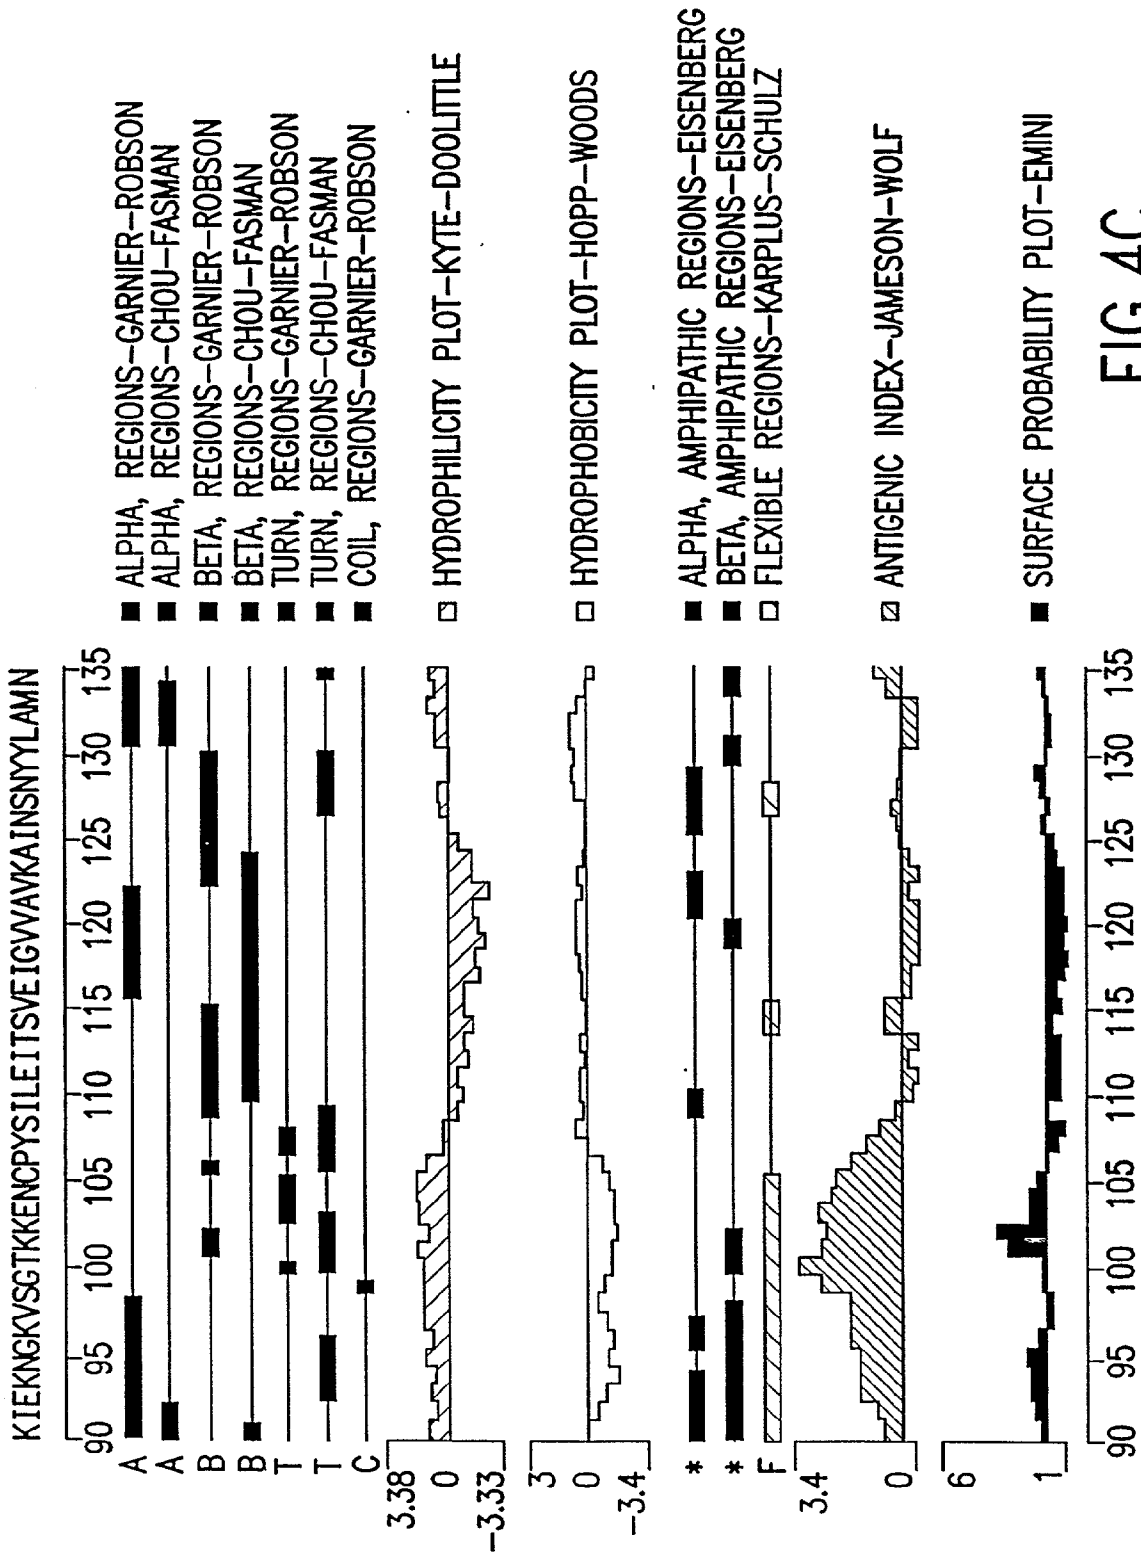 KIEKNGKVSGTKKENCPYSILEITSVEIGVVAVKAINSNYYLAMN
90 95 100 105 110 115 120 125 130 135
A ALPHA, REGIONS-GARNIER-ROBSON
A ALPHA, REGIONS-CHOU-FASMAN
B BETA, REGIONS-GARNIER-ROBSON
B BETA, REGIONS-CHOU-FASMAN
T TURN, REGIONS-GARNIER-ROBSON
T TURN, REGIONS-CHOU-FASMAN
C COIL, REGIONS-GARNIER-ROBSON
3.38
0 HYDROPHILICITY PLOT-KYTE-DOOLITTLE
-3.33
3
0 HYDROPHOBICITY PLOT-HOPP-WOODS
-3.4
* ALPHA, AMPHIPATHIC REGIONS-EISENBERG
* BETA, AMPHIPATHIC REGIONS-EISENBERG
F FLEXIBLE REGIONS-KARPLUS-SCHULZ
3.4
0 ANTIGENIC INDEX-JAMESON-WOLF
6
1 SURFACE PROBABILITY PLOT-EMINI
90 95 100 105 110 115 120 125 130 135
FIG. 4C